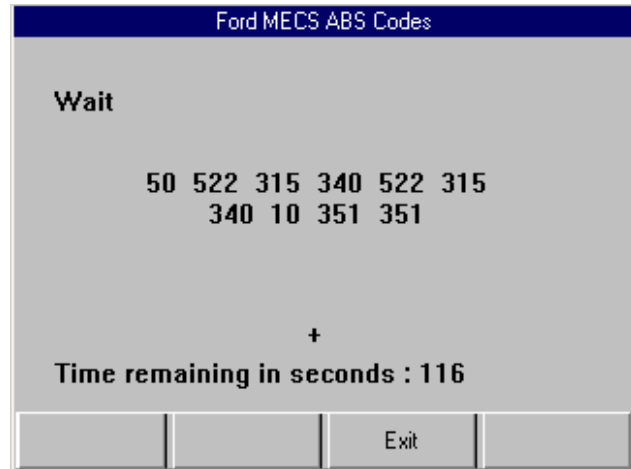 Ford MECS ABS Codes
Wait
50 522 315 340 522 315
340 10 351 351
+
Time remaining in seconds : 116
Exit